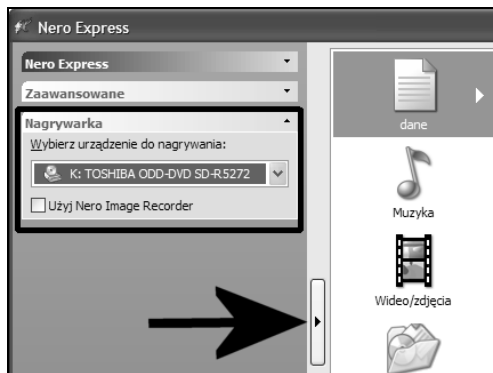 Nero Express
Nero Express
Zaawansowane
Nagrywarka
Wybierz urządzenie do nagrywania:
K: TOSHIBA ODD-DVD SD-R5272
Użyj Nero Image Recorder
dane
Muzyka
Wideo/zdjęcia